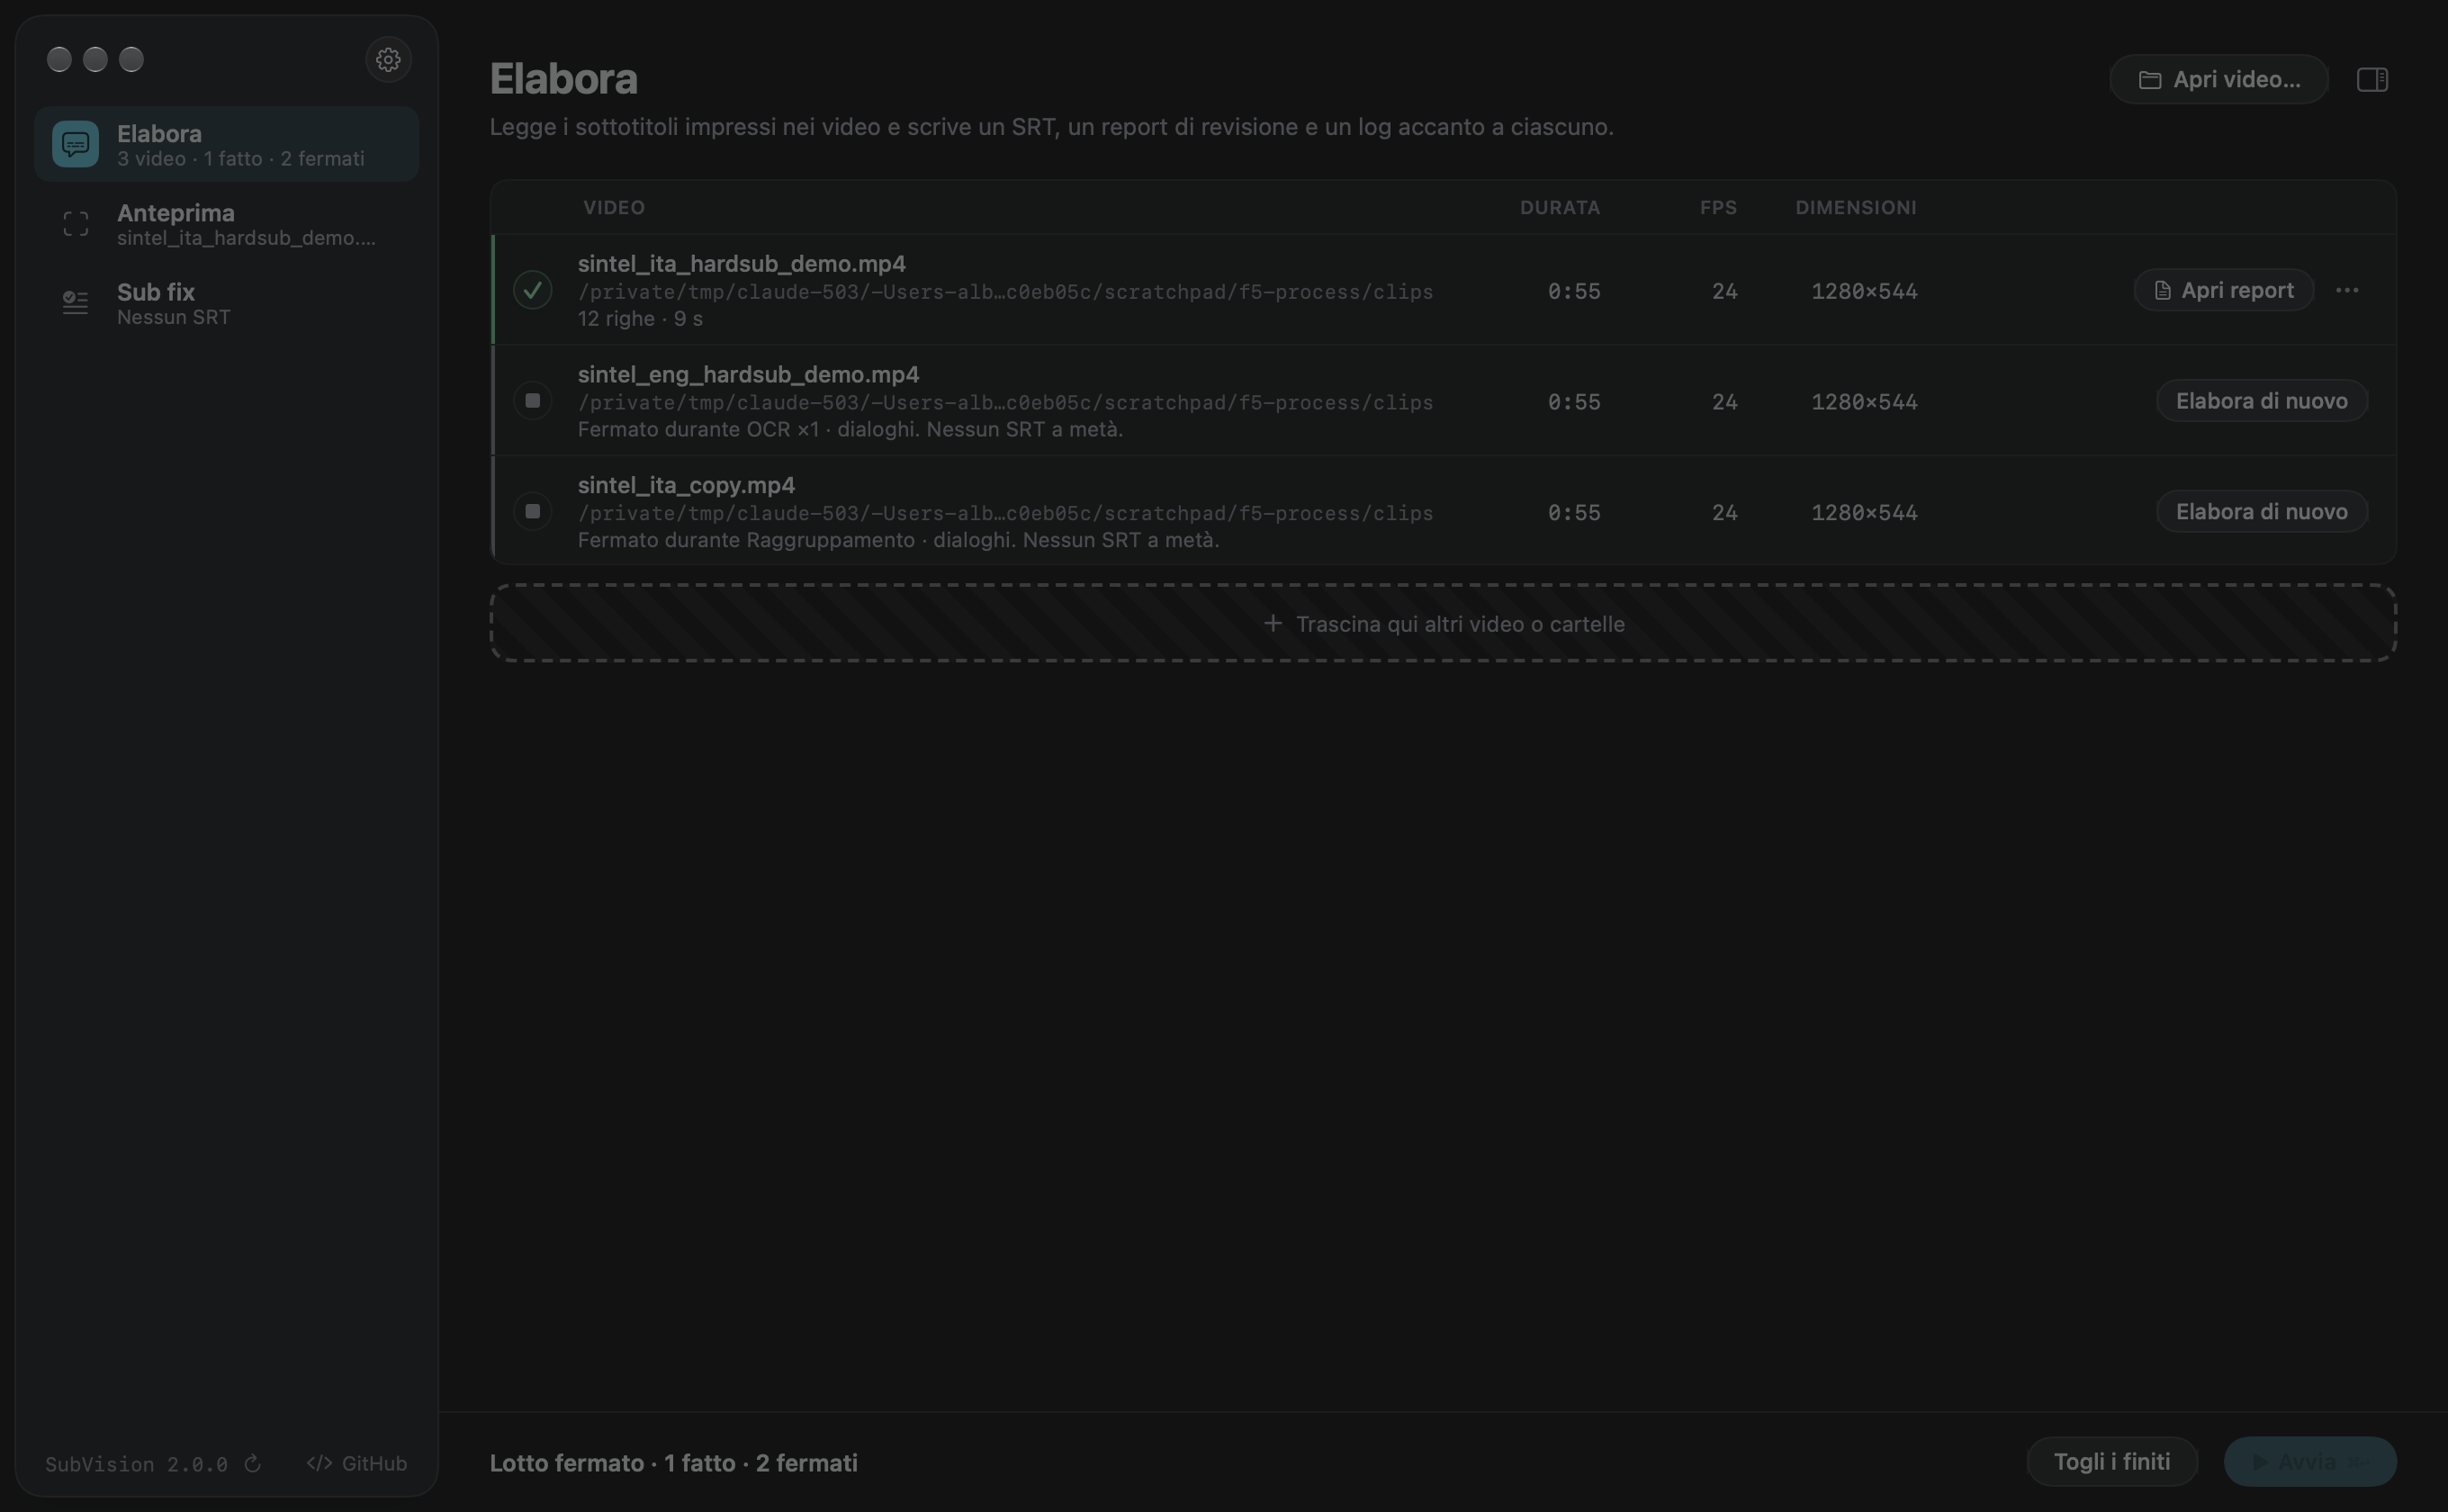 Elabora
3 video · 1 fatto · 2 fermati
Anteprima
sintel_ita_hardsub_demo....
Sub fix
Nessun SRT
SubVision 2.0.0
</> GitHub
Elabora
Legge i sottotitoli impressi nei video e scrive un SRT, un report di revisione e un log accanto a ciascuno.
Apri video...
VIDEO DURATA FPS DIMENSIONI
sintel_ita_hardsub_demo.mp4
/private/tmp/claude-503/-Users-alb…c0eb05c/scratchpad/f5-process/clips
12 righe · 9 s
0:55 24 1280×544
Apri report
sintel_eng_hardsub_demo.mp4
/private/tmp/claude-503/-Users-alb…c0eb05c/scratchpad/f5-process/clips
Fermato durante OCR ×1 · dialoghi. Nessun SRT a metà.
0:55 24 1280×544
Elabora di nuovo
sintel_ita_copy.mp4
/private/tmp/claude-503/-Users-alb…c0eb05c/scratchpad/f5-process/clips
Fermato durante Raggruppamento · dialoghi. Nessun SRT a metà.
0:55 24 1280×544
Elabora di nuovo
+ Trascina qui altri video o cartelle
Lotto fermato · 1 fatto · 2 fermati
Togli i finiti
Avvia